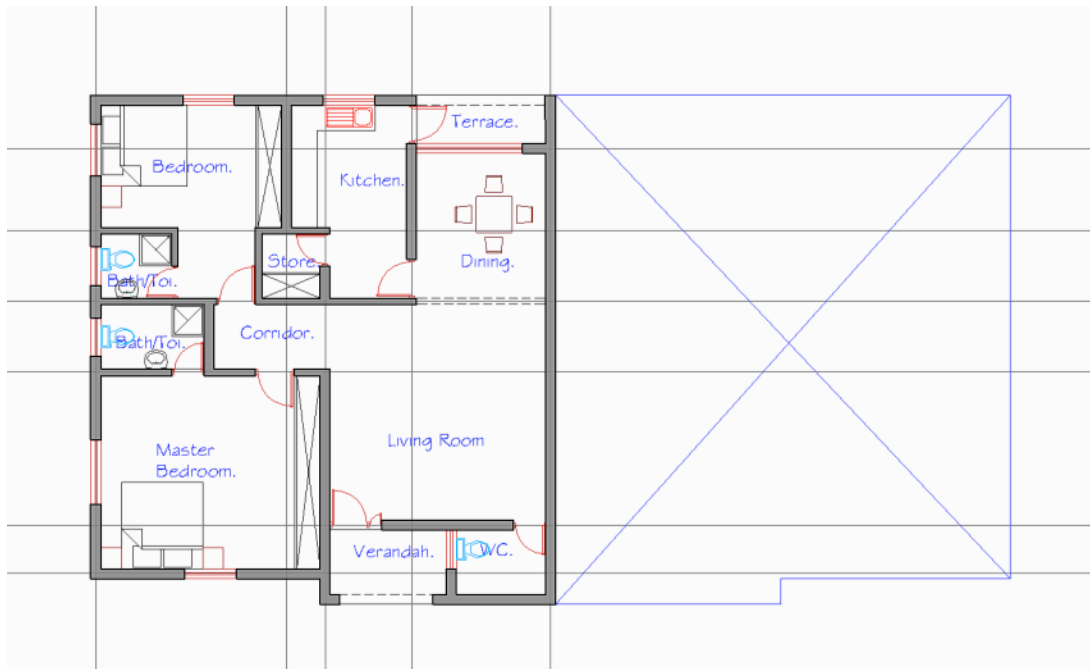 Terrace.
Bedroom.
Kitchen.
Store.
Dining.
Bath/Toi.
Corridor.
Bath/Toi.
Living Room
Master
Bedroom.
Verandah.
WC.